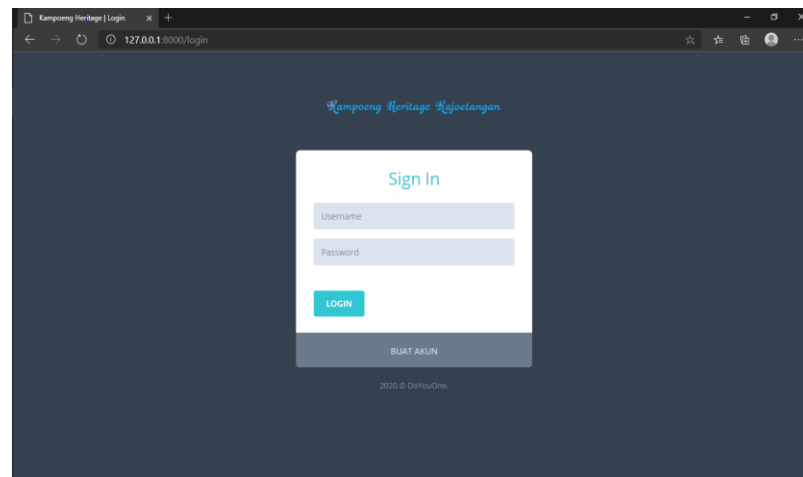 Kampoeng Heritage | Login
127.0.0.1:8000/login
Kampoeng Heritage Kajoetangan
Sign In
Username
Password
LOGIN
BUAT AKUN
2020 © DoYouOne.